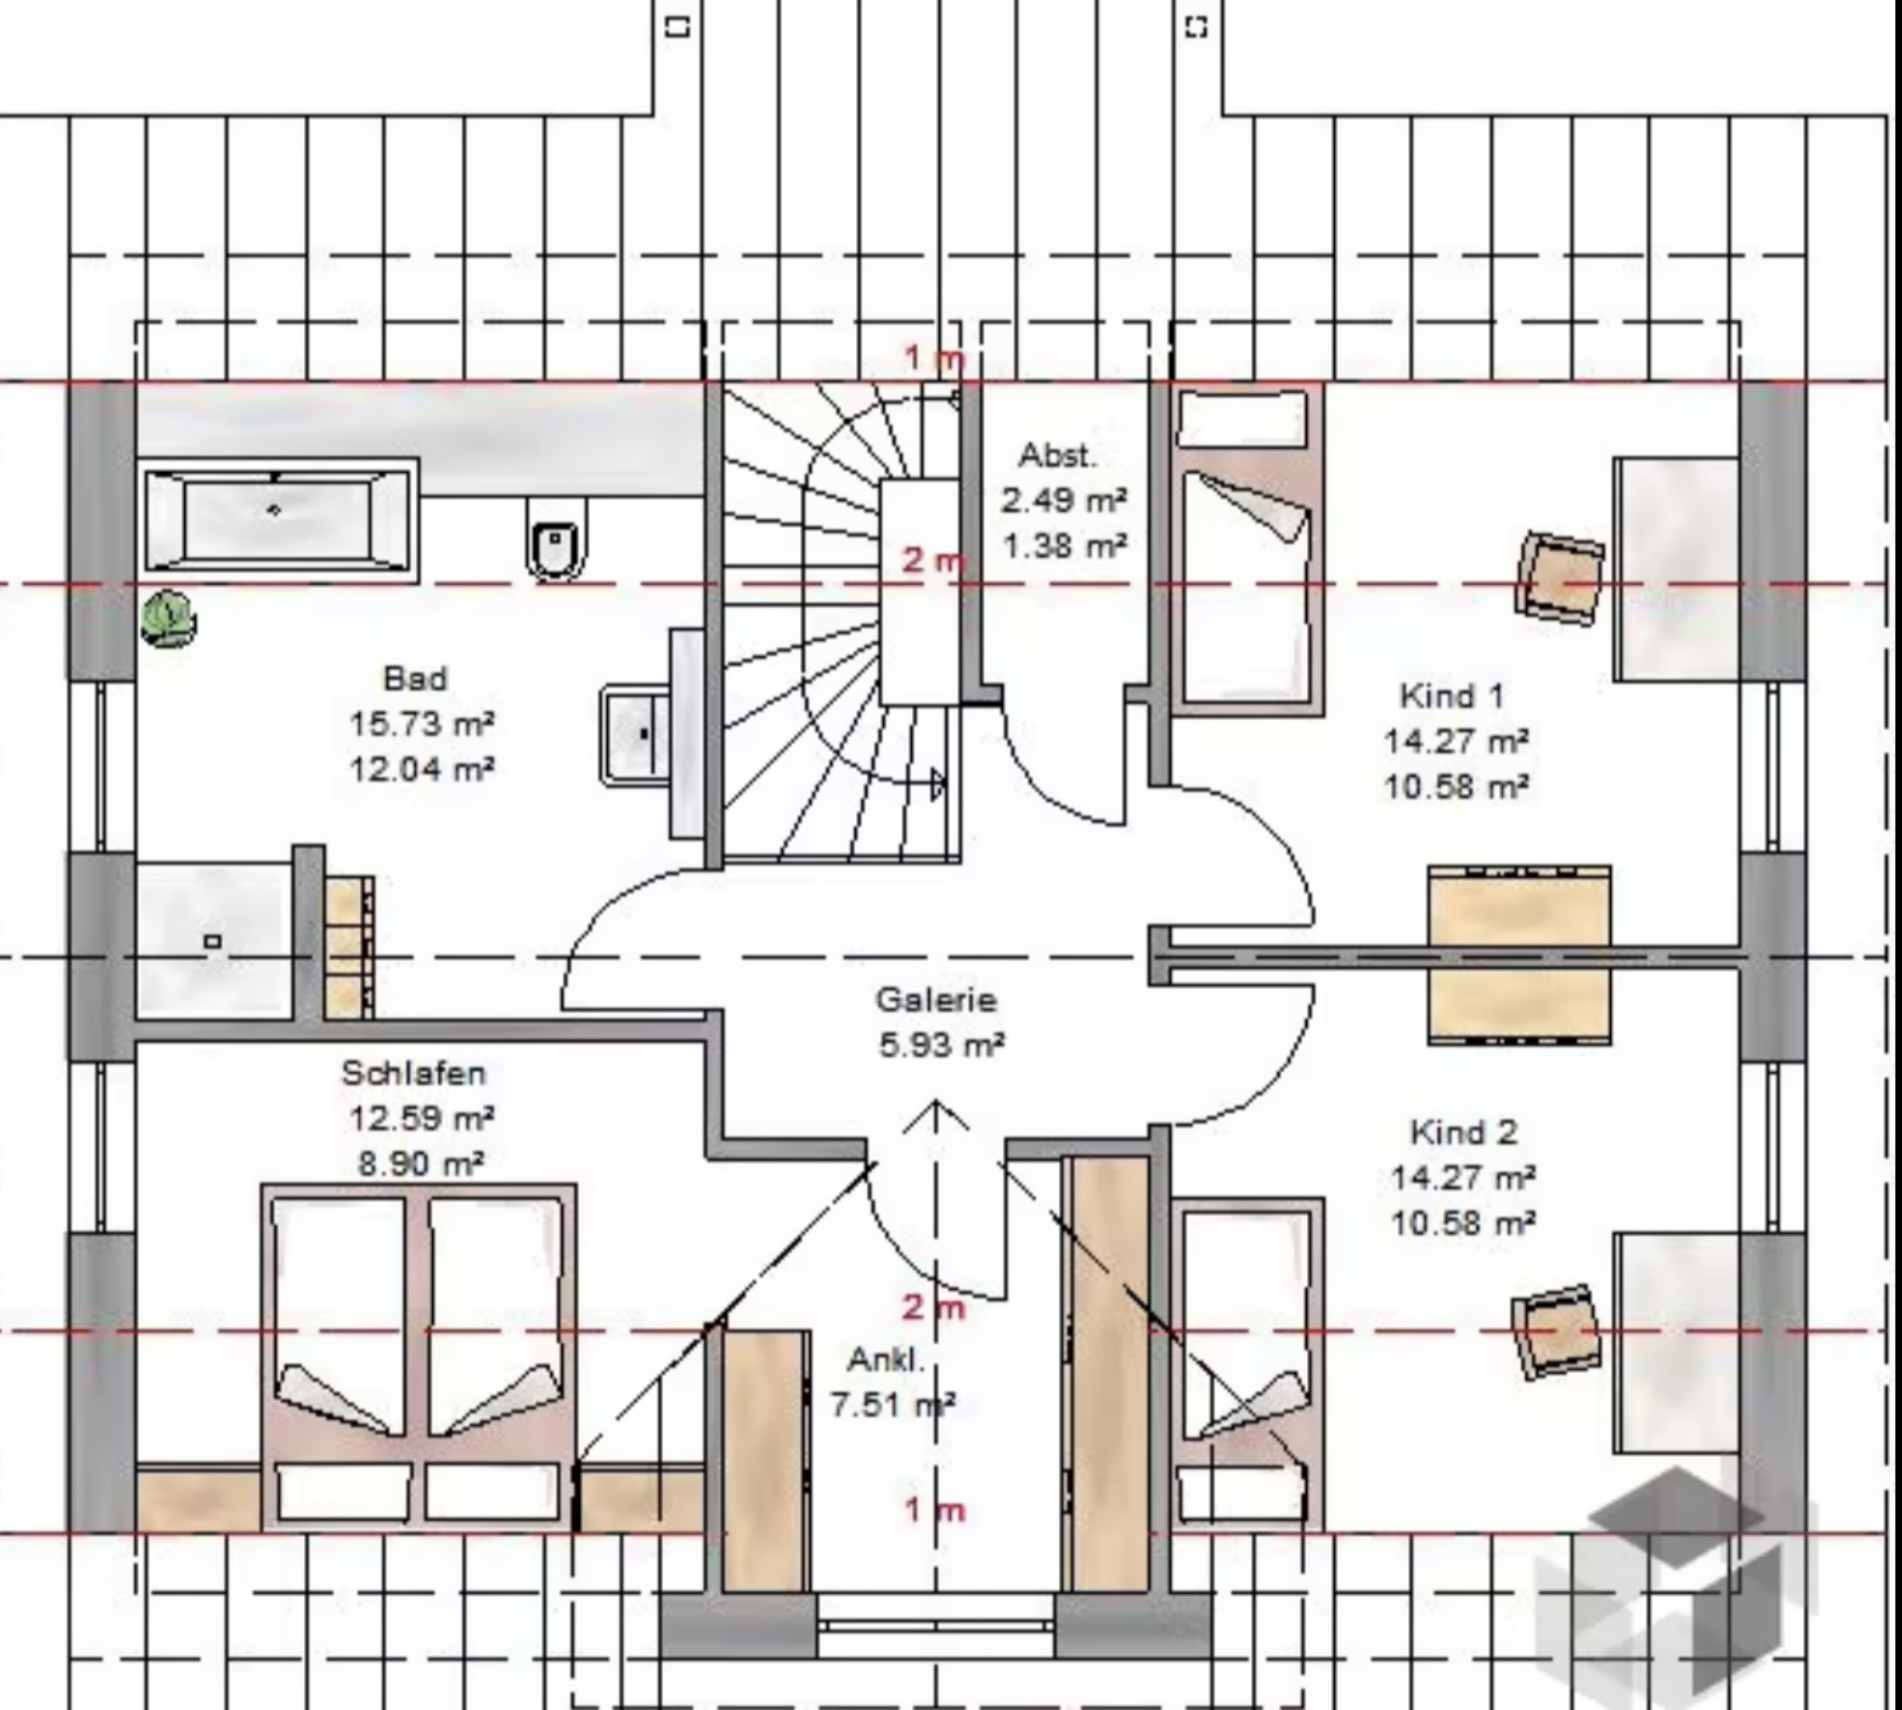 1 m
Abst.
2.49 m²
1.38 m²
2 m
Bad
15.73 m²
12.04 m²
Kind 1
14.27 m²
10.58 m²
Galerie
5.93 m²
Schlafen
12.59 m²
8.90 m²
Kind 2
14.27 m²
10.58 m²
2 m
Ankl.
7.51 m²
1 m